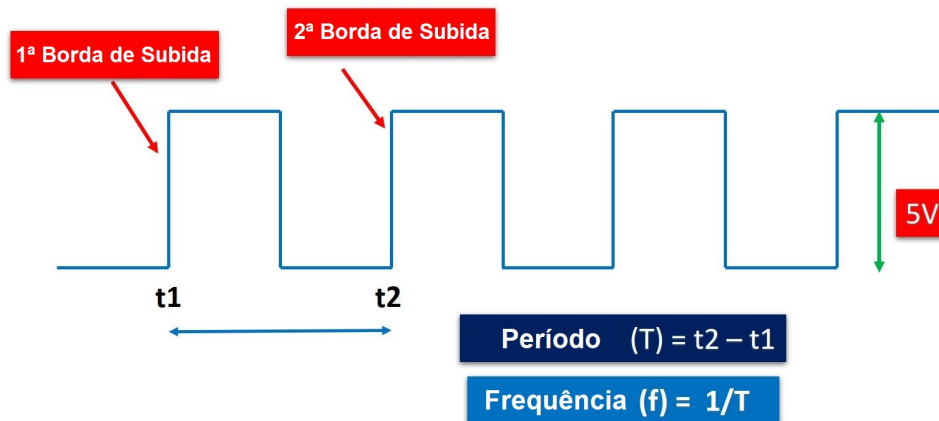 2ª Borda de Subida
1ª Borda de Subida
5V
t1
t2
Período (T) = t2 – t1
Frequência (f) = 1/T